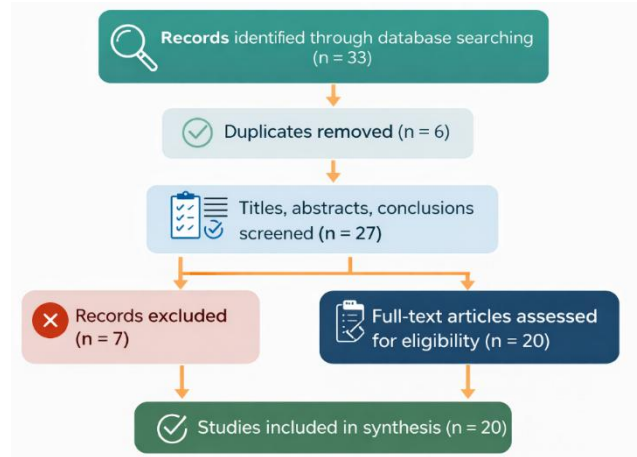 Records identified through database searching
(n = 33)
Duplicates removed (n = 6)
Titles, abstracts, conclusions
screened (n = 27)
Records excluded
(n = 7)
Full-text articles assessed
for eligibility (n = 20)
Studies included in synthesis (n = 20)